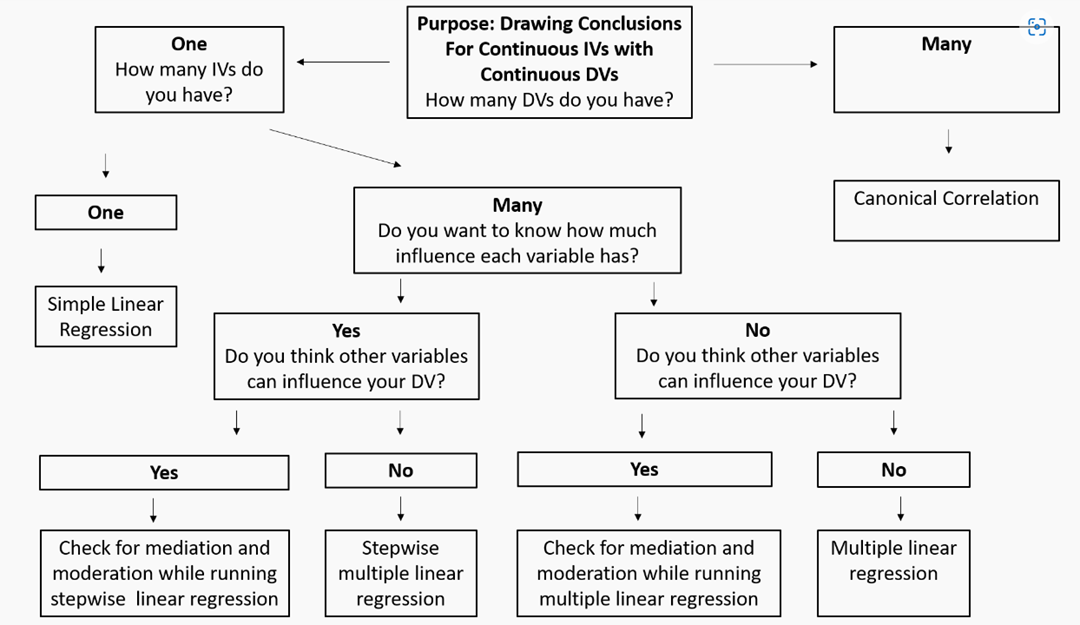 Purpose: Drawing Conclusions
For Continuous IVs with
Continuous DVs
How many DVs do you have?
One
How many IVs do
you have?
Many
One
Simple Linear
Regression
Many
Do you want to know how much
influence each variable has?
Canonical Correlation
Yes
Do you think other variables
can influence your DV?
No
Do you think other variables
can influence your DV?
Yes
No
Yes
No
Check for mediation and
moderation while running
stepwise linear regression
Stepwise
multiple linear
regression
Check for mediation and
moderation while running
multiple linear regression
Multiple linear
regression